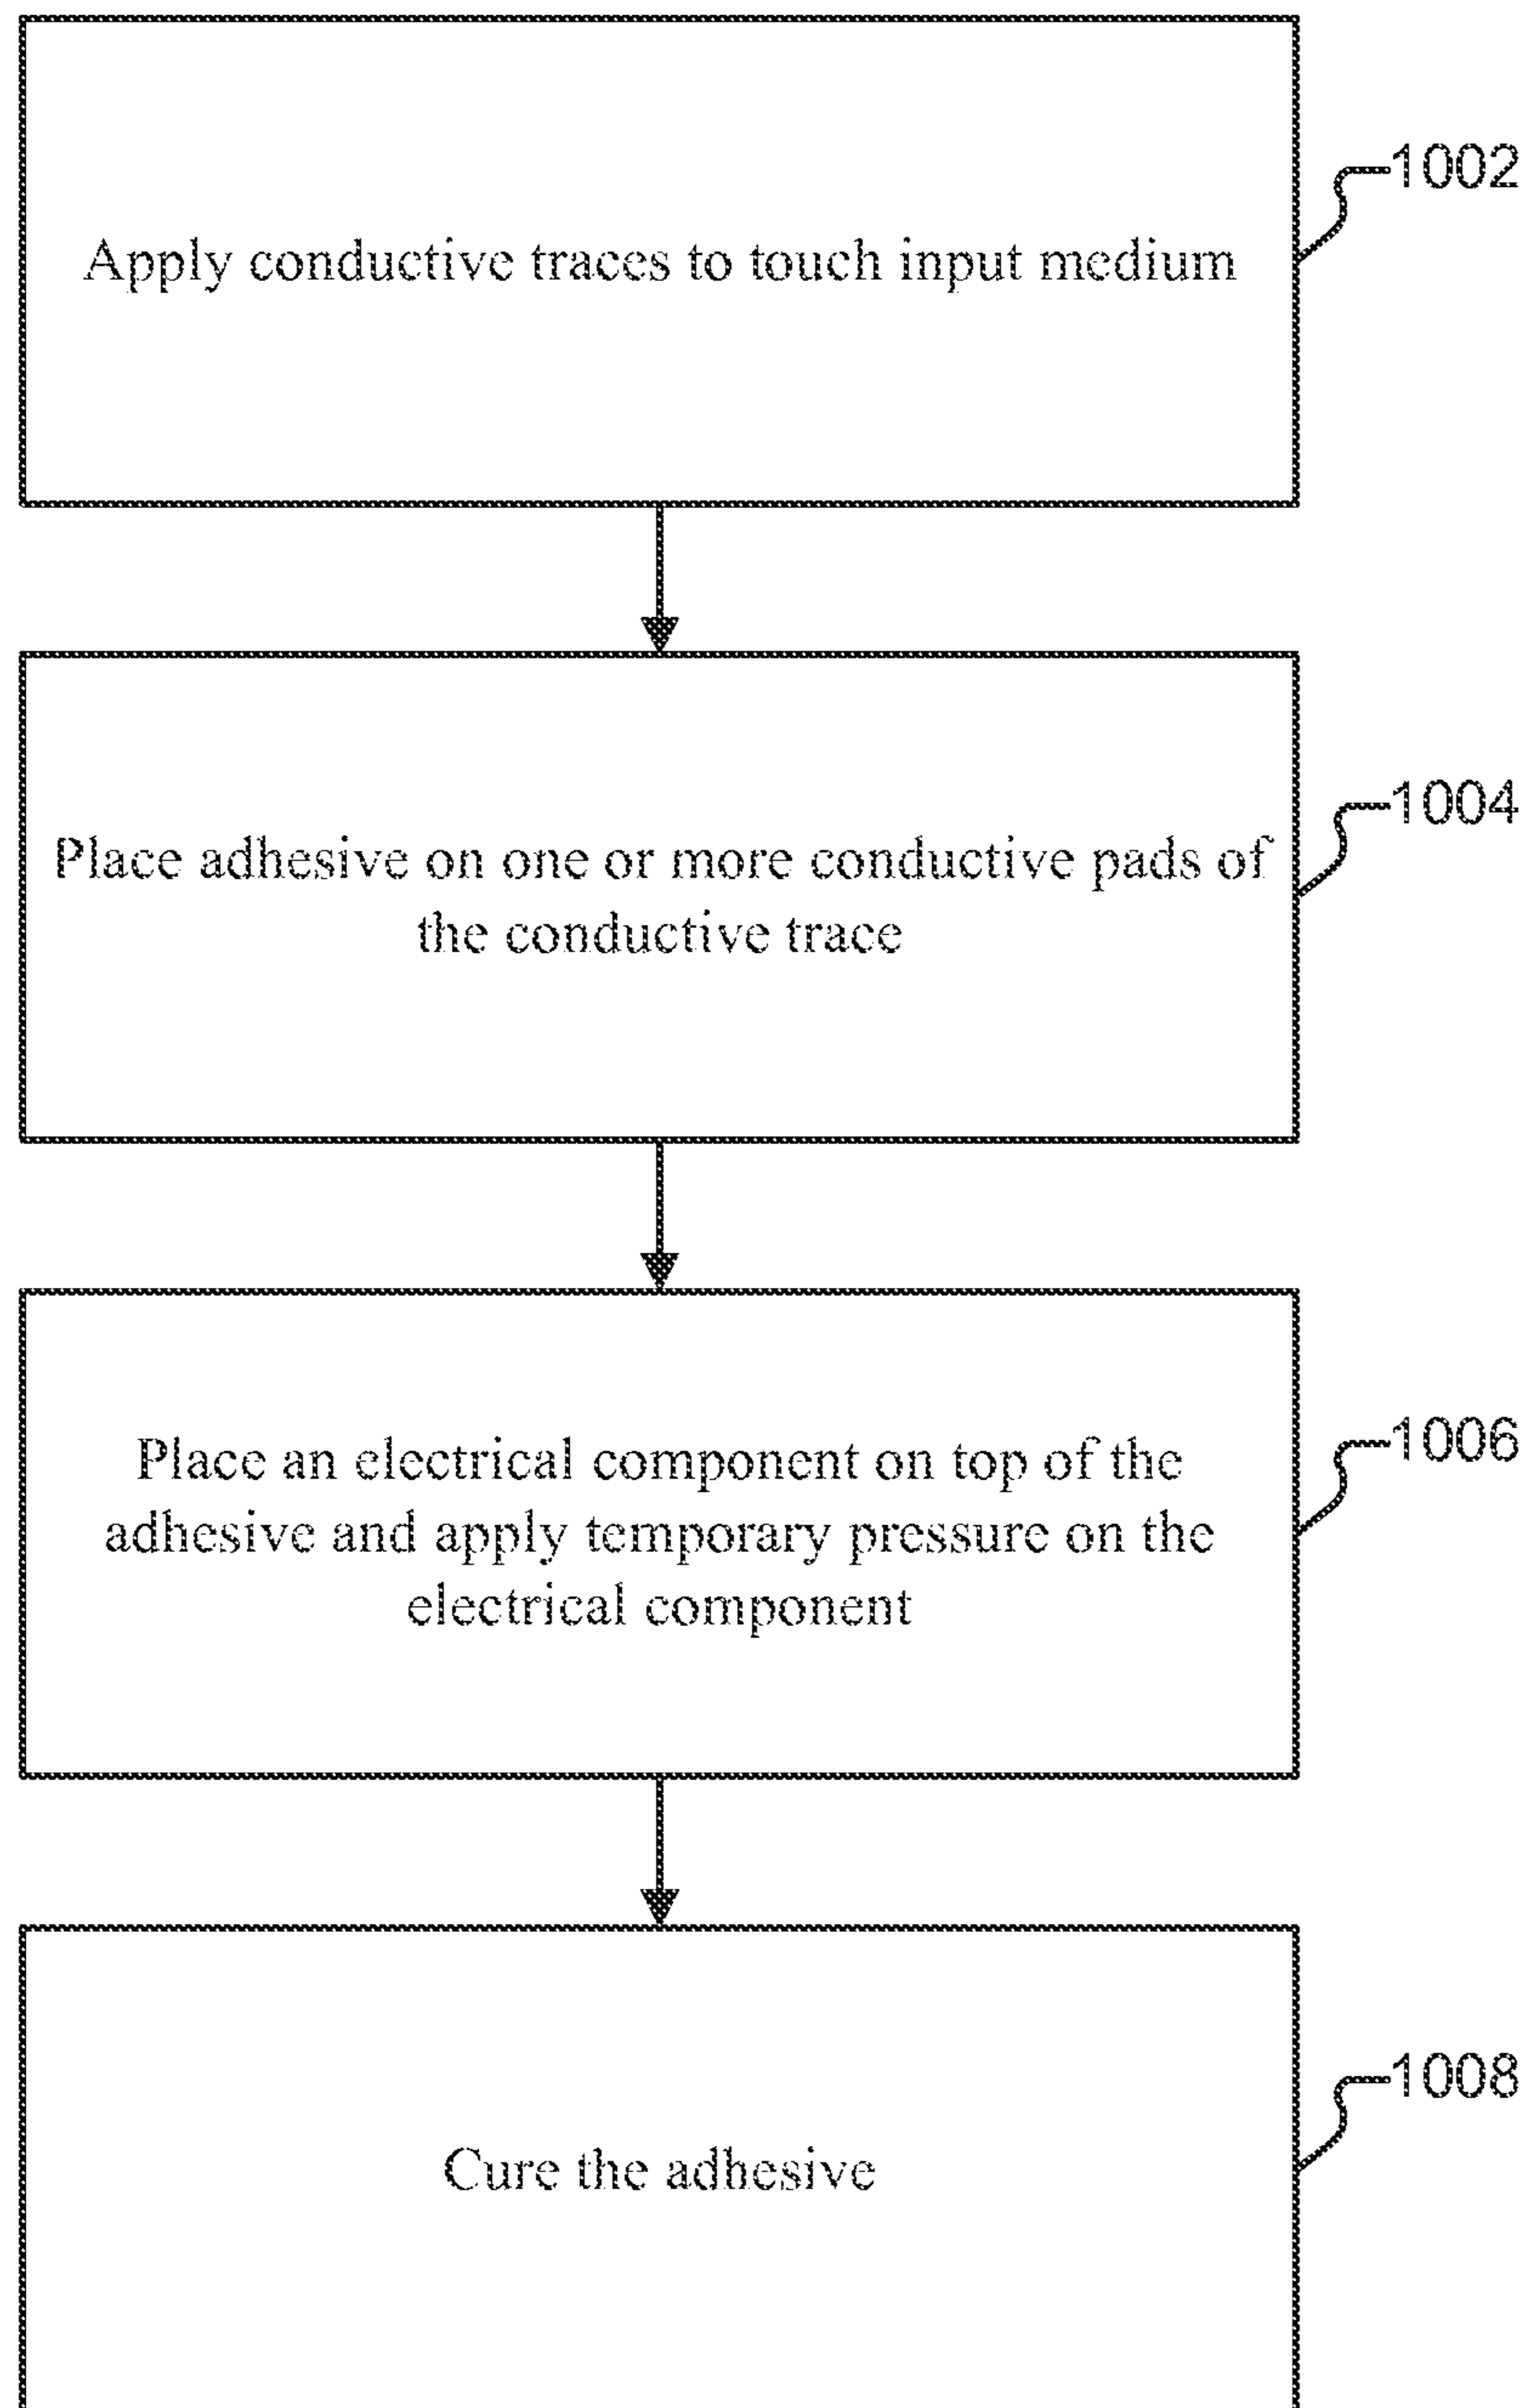 Apply conductive traces to touch input medium
1002
Place adhesive on one or more conductive pads of
the conductive trace
1004
Place an electrical component on top of the
adhesive and apply temporary pressure on the
electrical component
1006
Cure the adhesive
1008